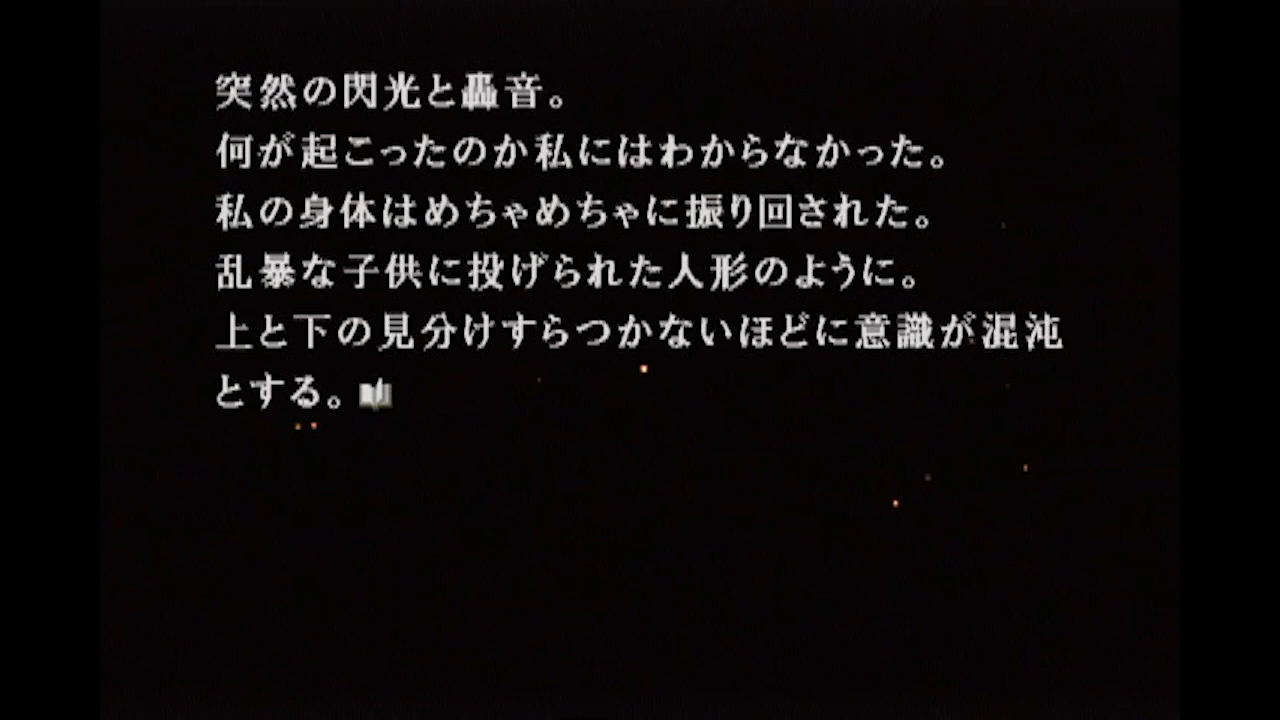 突然の閃光と轟音。
何が起こったのか私にはわからなかった。
私の身体はめちゃめちゃに振り回された。
乱暴な子供に投げられた人形のように。
上と下の見分けすらつかないほどに意識が混沌
とする。